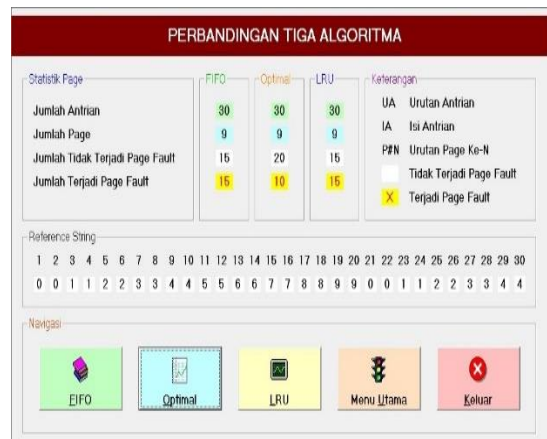 PERBANDINGAN TIGA ALGORITMA
Statistik Page
Jumlah Antrian
Jumlah Page
Jumlah Tidak Terjadi Page Fault
Jumlah Terjadi Page Fault
FIFO
30
9
15
15
Optimal
30
9
20
10
LRU
30
9
15
15
Keterangan
UA Urutan Antrian
IA Isi Antrian
P#N Urutan Page Ke-N
Tidak Terjadi Page Fault
X Terjadi Page Fault
Reference String
1 2 3 4 5 6 7 8 9 10 11 12 13 14 15 16 17 18 19 20 21 22 23 24 25 26 27 28 29 30
0 0 1 1 2 2 3 3 4 4 5 5 6 6 7 7 8 8 9 9 0 0 1 1 2 2 3 3 4 4
Navigasi
FIFO
Optimal
LRU
Menu Utama
Keluar